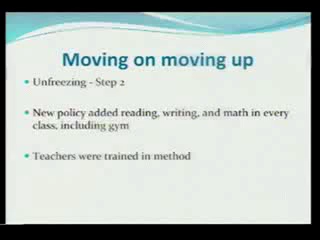 Moving on moving up
Unfreezing - Step 2
New policy added reading, writing, and math in every
class, including gym
Teachers were trained in method